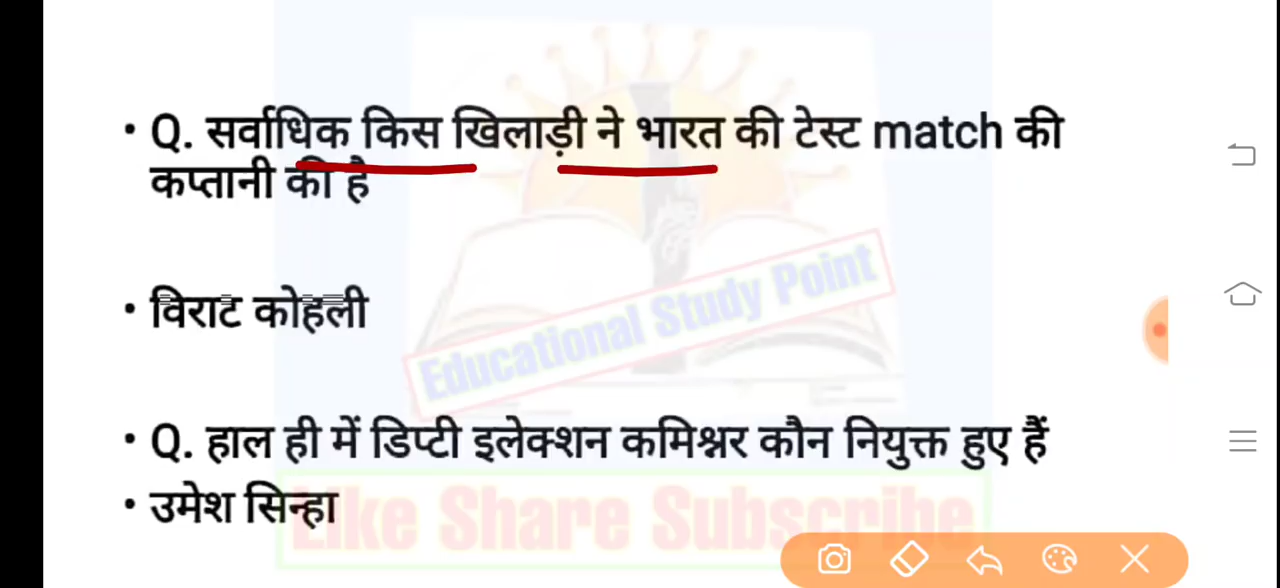 • Q. सर्वाधिक किस खिलाड़ी ने भारत की टेस्ट match की
कप्तानी की है
• विराट कोहली
Educational Study Point
• Q. हाल ही में डिप्टी इलेक्शन कमिश्नर कौन नियुक्त हुए हैं
• उमेश सिन्हा
Like Share Subscribe